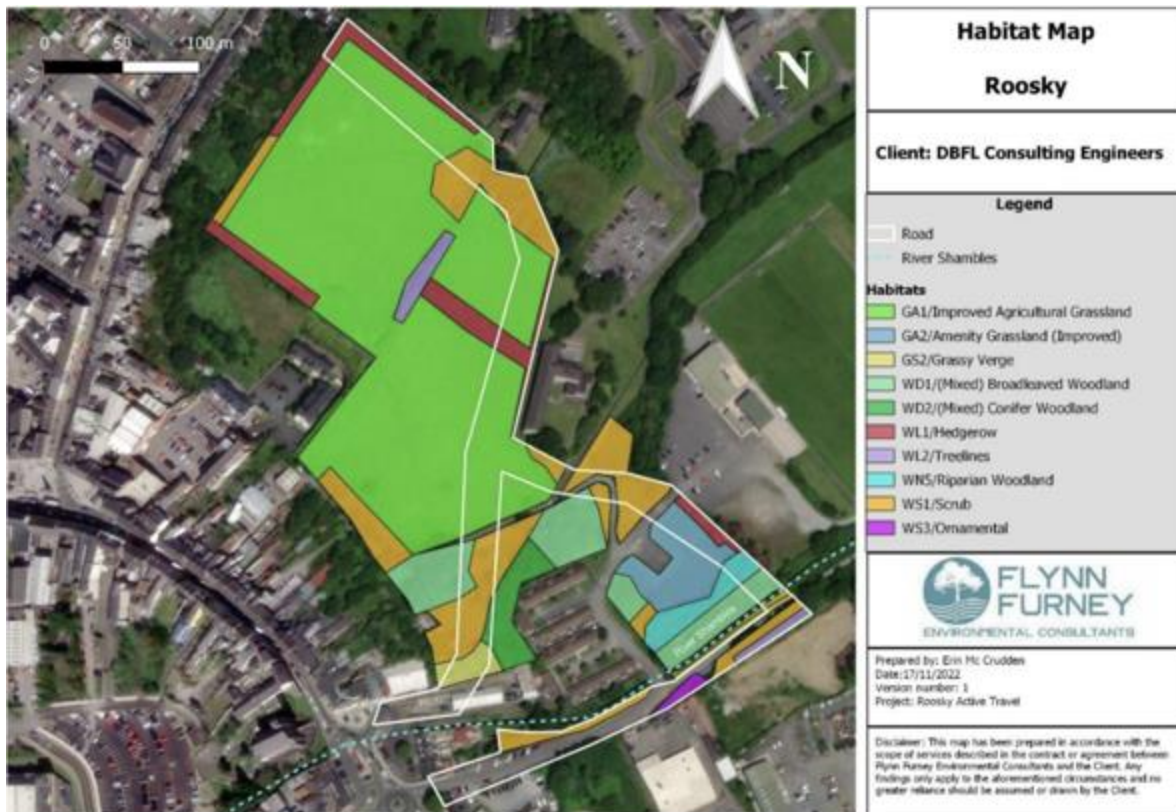 0 50 100 m
N
Habitat Map
Roosky
Client: DBFL Consulting Engineers
Legend
Road
River Shambles
Habitats
GA1/Improved Agricultural Grassland
GA2/Amenity Grassland (Improved)
GS2/Grassy Verge
WD1/(Mixed) Broadleaved Woodland
WD2/(Mixed) Conifer Woodland
WL1/Hedgerow
WL2/Treelines
WN5/Riparian Woodland
WS1/Scrub
WS3/Ornamental
River Shambles
FLYNN
FURNEY
ENVIRONMENTAL CONSULTANTS
Prepared by: Erin Mc Crudden
Date:17/11/2022
Version number: 1
Project: Roosky Active Travel
Disclaimer: This map has been prepared in accordance with the
scope of services described in the contract or agreement between
Flynn Furney Environmental Consultants and the Client. Any
findings only apply to the aforementioned circumstances and no
greater reliance should be assumed or drawn by the Client.